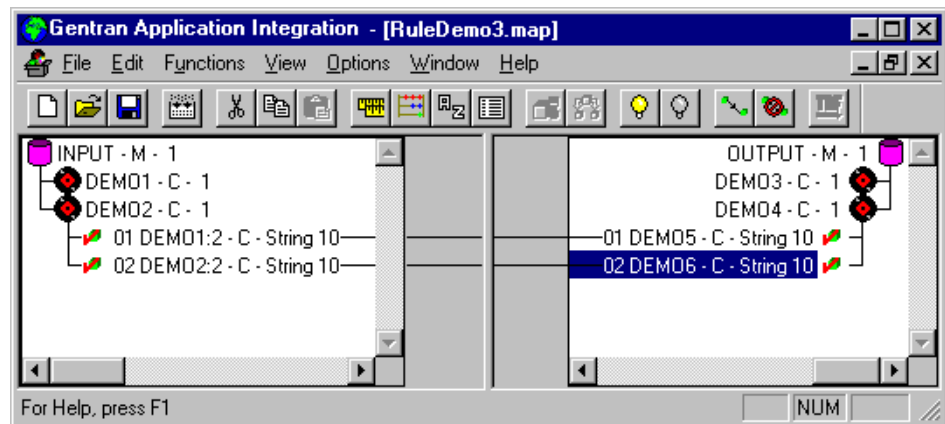 Gentran Application Integration - [RuleDemo3.map]
File Edit Functions View Options Window Help
INPUT - M - 1
DEMO1 - C - 1
DEMO2 - C - 1
01 DEMO1:2 - C - String 10
02 DEMO2:2 - C - String 10
OUTPUT - M - 1
DEMO3 - C - 1
DEMO4 - C - 1
01 DEMO5 - C - String 10
02 DEMO6 - C - String 10
For Help, press F1
NUM